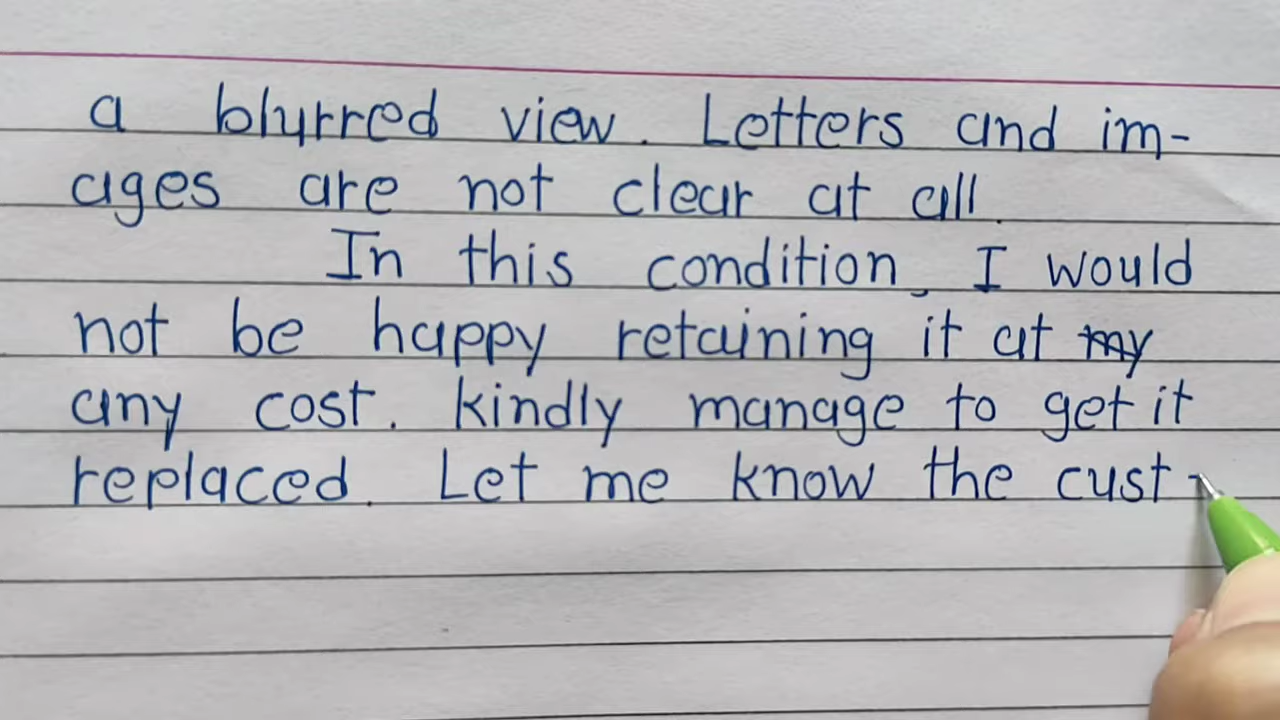 a blurred view. Letters and im-
ages are not clear at all.
In this condition, I would
not be happy retaining it at my
any cost. kindly manage to get it
replaced. Let me know the cust-